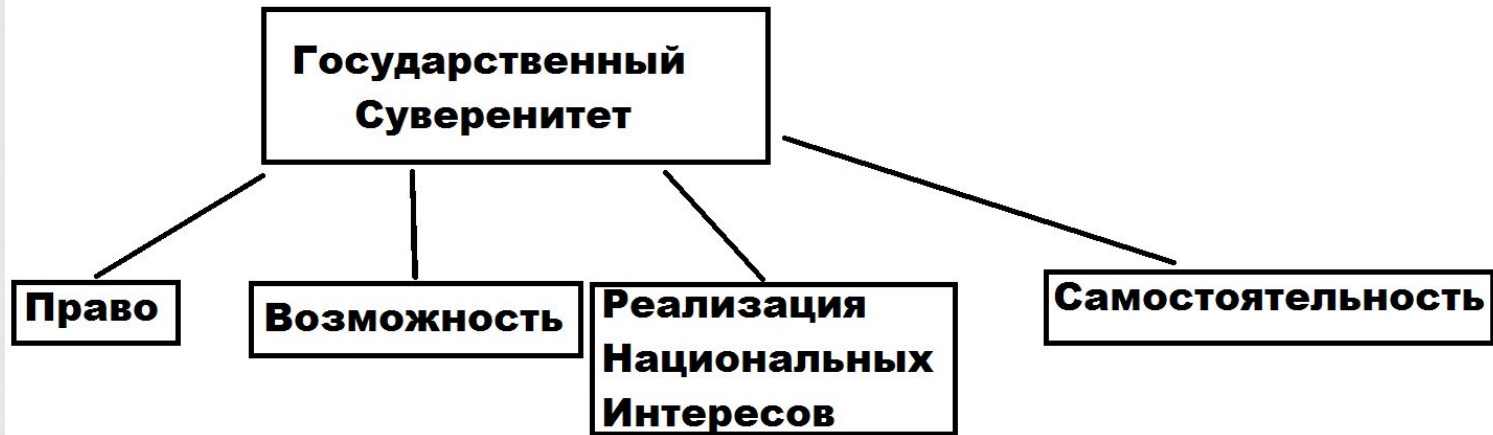 Государственный
Суверенитет
Право
Возможность
Реализация
Национальных
Интересов
Самостоятельность